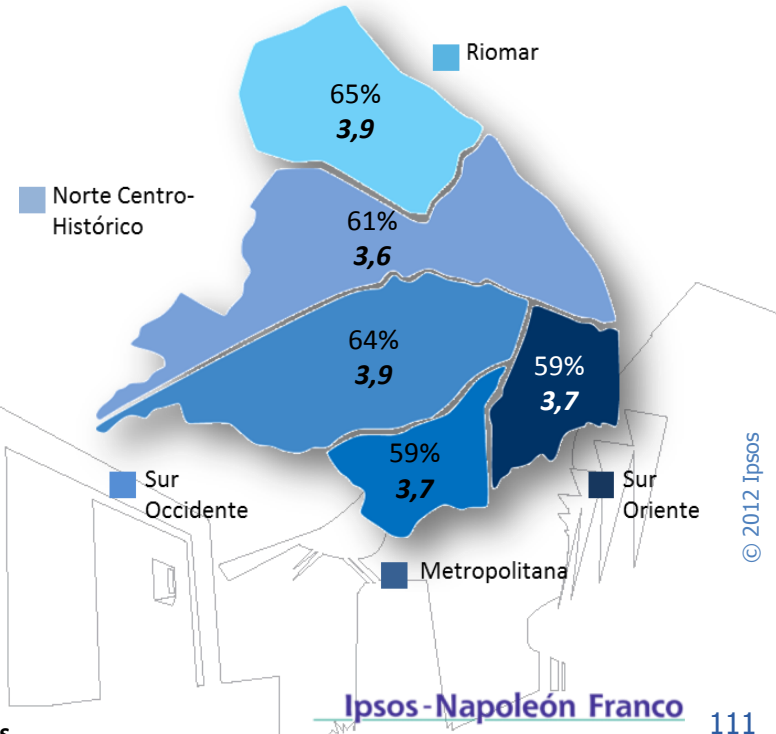 Riomar
65%
3,9
Norte Centro-
Histórico
61%
3,6
64%
3,9
59%
3,7
59%
3,7
Sur
Occidente
Sur
Oriente
Metropolitana
© 2012 Ipsos
Ipsos-Napoleón Franco
111
s